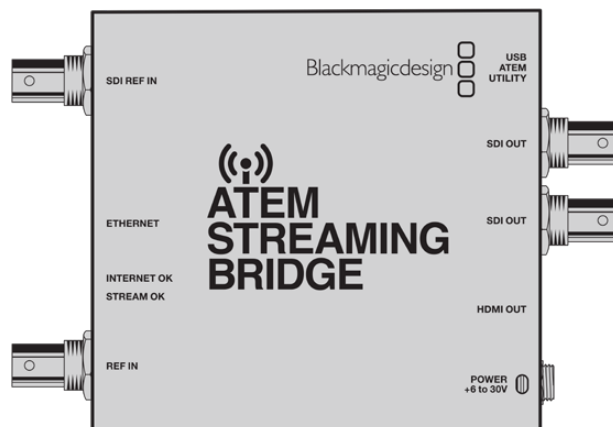 Blackmagicdesign
USB
ATEM
UTILITY
SDI REF IN
SDI OUT
ATEM
STREAMING
BRIDGE
ETHERNET
SDI OUT
INTERNET OK
STREAM OK
HDMI OUT
REF IN
POWER
+6 to 30V